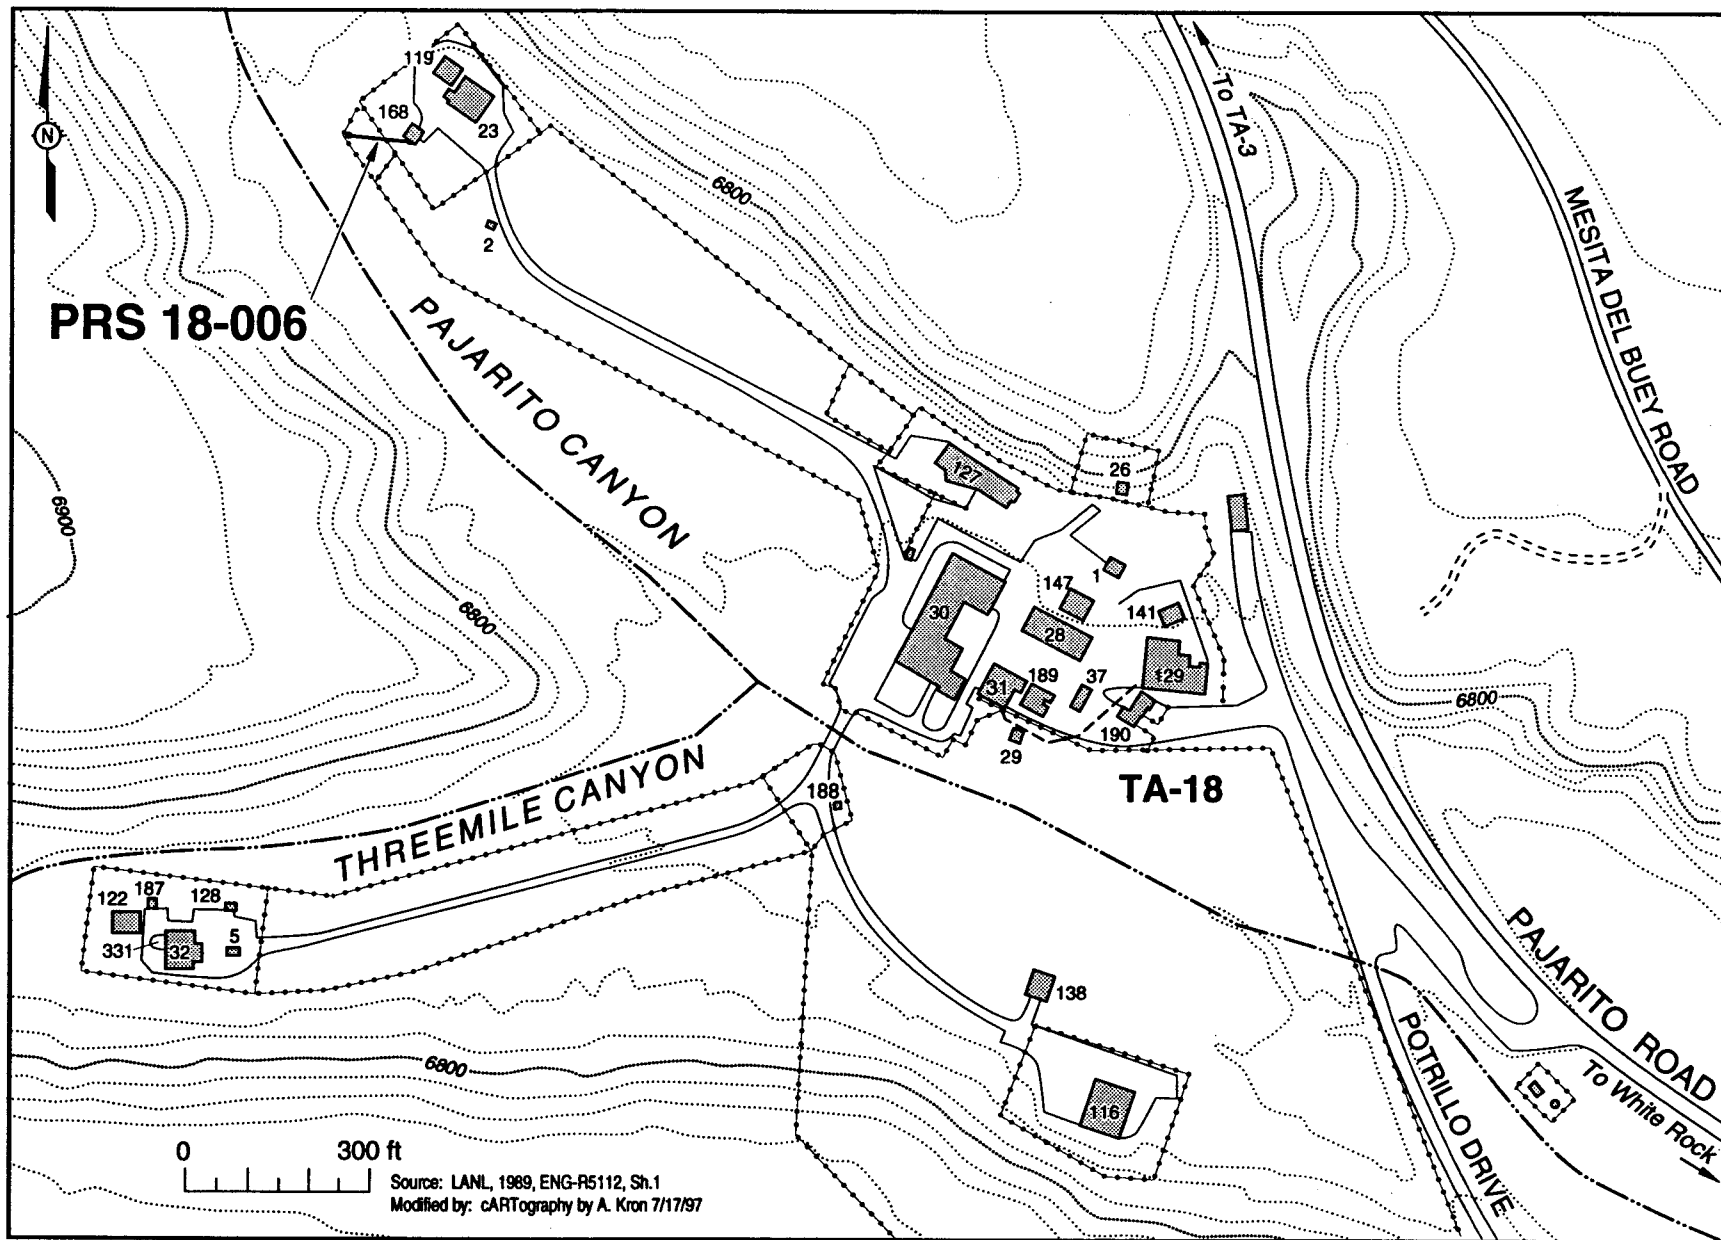 119
168
23
2
N
To TA-3
6800
MESITA DEL BUEY ROAD
PRS 18-006
PAJARITO CANYON
6900
6800
127
26
1
147
141
30
28
129
31
189
37
190
29
TA-18
6800
THREEMILE CANYON
188
122
187
128
331
32
5
138
116
6800
PAJARITO ROAD
POTRILLO DRIVE
To White Rock
0 300 ft
Source: LANL, 1989, ENG-R5112, Sh.1
Modified by: cARTography by A. Kron 7/17/97